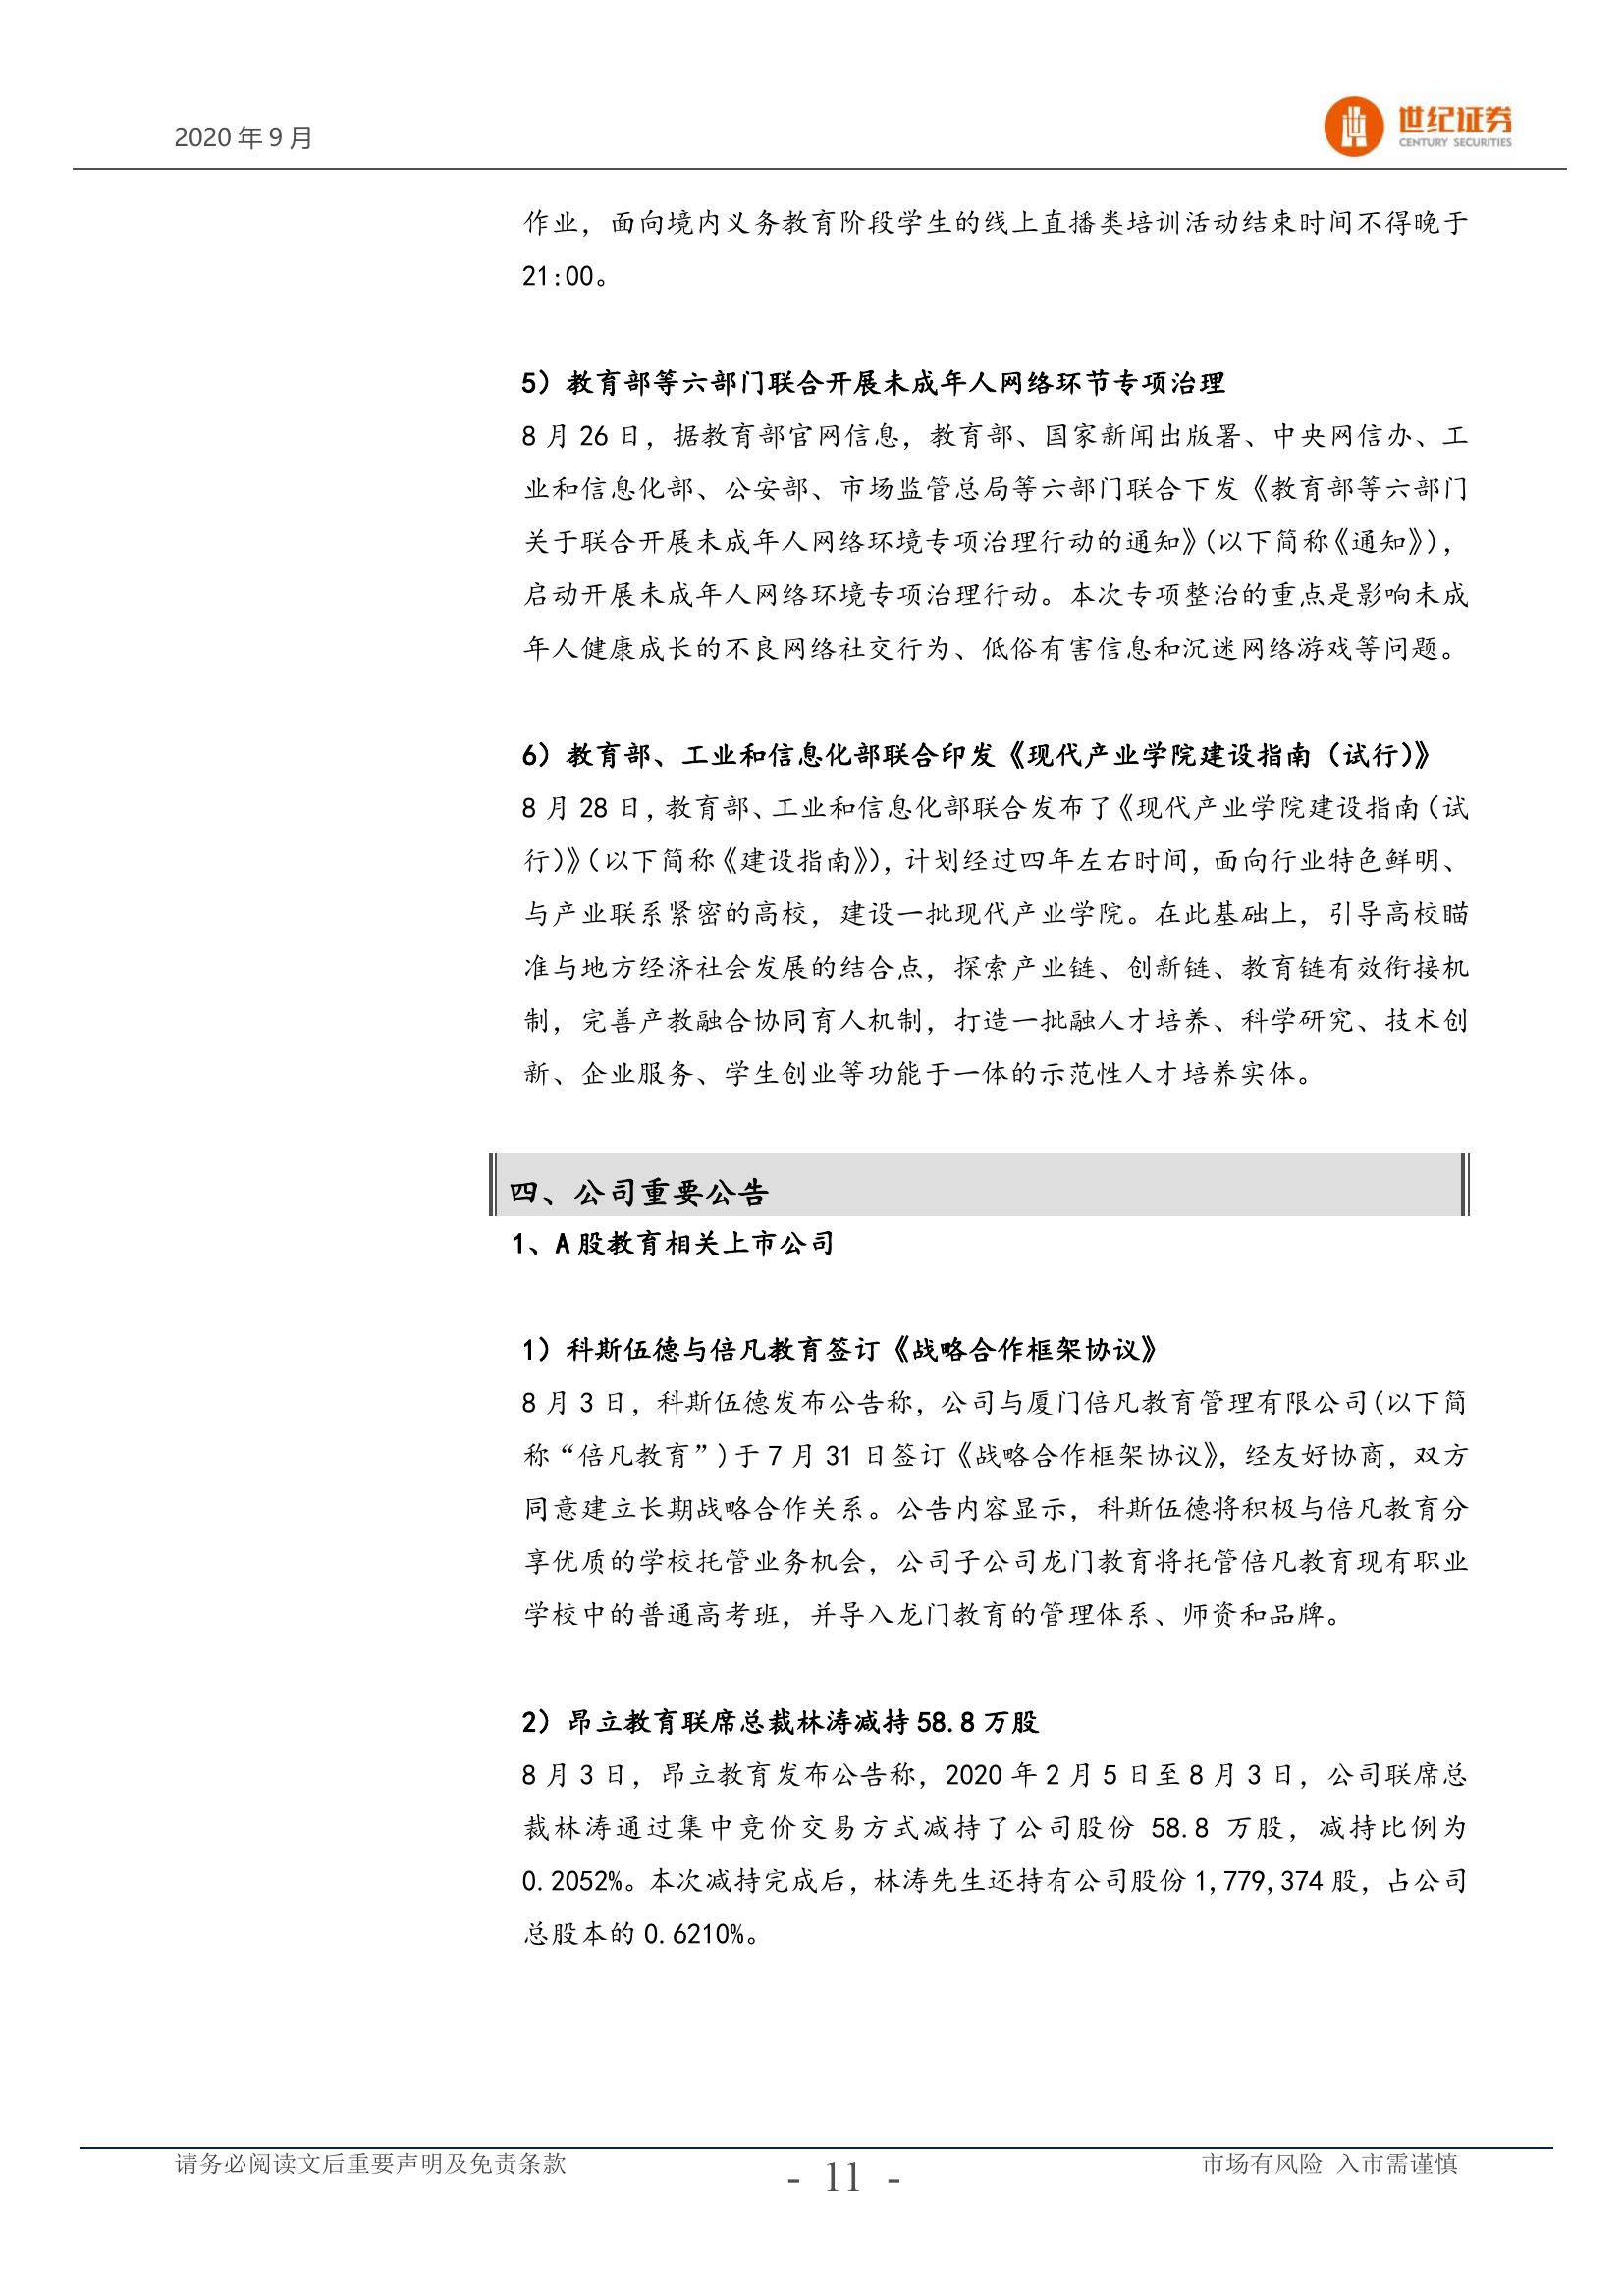 2020 年 9 月
世纪证券
CENTURY SECURITIES
作业，面向境内义务教育阶段学生的线上直播类培训活动结束时间不得晚于
21:00。
5）教育部等六部门联合开展未成年人网络环节专项治理
8 月 26 日，据教育部官网信息，教育部、国家新闻出版署、中央网信办、工
业和信息化部、公安部、市场监管总局等六部门联合下发《教育部等六部门
关于联合开展未成年人网络环境专项治理行动的通知》(以下简称《通知》)，
启动开展未成年人网络环境专项治理行动。本次专项整治的重点是影响未成
年人健康成长的不良网络社交行为、低俗有害信息和沉迷网络游戏等问题。
6）教育部、工业和信息化部联合印发《现代产业学院建设指南（试行)》
8 月 28 日，教育部、工业和信息化部联合发布了《现代产业学院建设指南（试
行)》（以下简称《建设指南》)，计划经过四年左右时间，面向行业特色鲜明、
与产业联系紧密的高校，建设一批现代产业学院。在此基础上，引导高校瞄
准与地方经济社会发展的结合点，探索产业链、创新链、教育链有效衔接机
制，完善产教融合协同育人机制，打造一批融人才培养、科学研究、技术创
新、企业服务、学生创业等功能于一体的示范性人才培养实体。
四、公司重要公告
1、A 股教育相关上市公司
1）科斯伍德与倍凡教育签订《战略合作框架协议》
8 月 3 日，科斯伍德发布公告称，公司与厦门倍凡教育管理有限公司(以下简
称“倍凡教育”)于 7 月 31 日签订《战略合作框架协议》，经友好协商，双方
同意建立长期战略合作关系。公告内容显示，科斯伍德将积极与倍凡教育分
享优质的学校托管业务机会，公司子公司龙门教育将托管倍凡教育现有职业
学校中的普通高考班，并导入龙门教育的管理体系、师资和品牌。
2）昂立教育联席总裁林涛减持 58.8 万股
8 月 3 日，昂立教育发布公告称，2020 年 2 月 5 日至 8 月 3 日，公司联席总
裁林涛通过集中竞价交易方式减持了公司股份 58.8 万股，减持比例为
0.2052%。本次减持完成后，林涛先生还持有公司股份 1,779,374 股，占公司
总股本的 0.6210%。
请务必阅读文后重要声明及免责条款
- 11 -
市场有风险 入市需谨慎